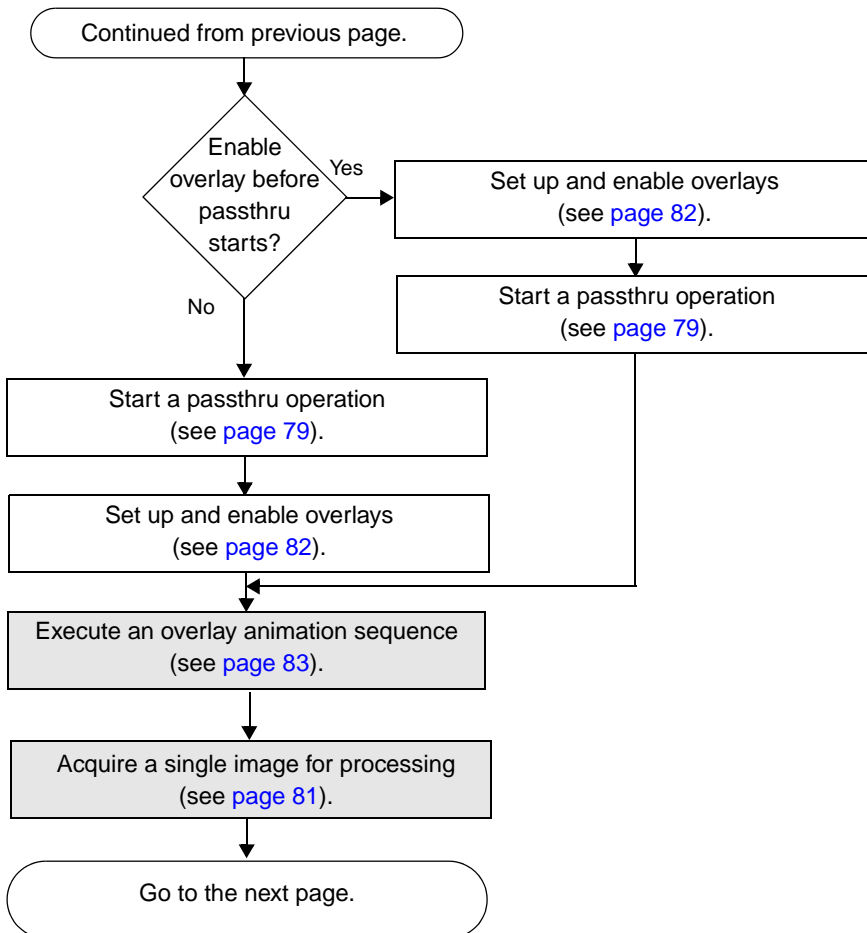 Continued from previous page.
Enable
overlay before
passthru
starts?
Yes
Set up and enable overlays
(see page 82).
Start a passthru operation
(see page 79).
No
Start a passthru operation
(see page 79).
Set up and enable overlays
(see page 82).
Execute an overlay animation sequence
(see page 83).
Acquire a single image for processing
(see page 81).
Go to the next page.